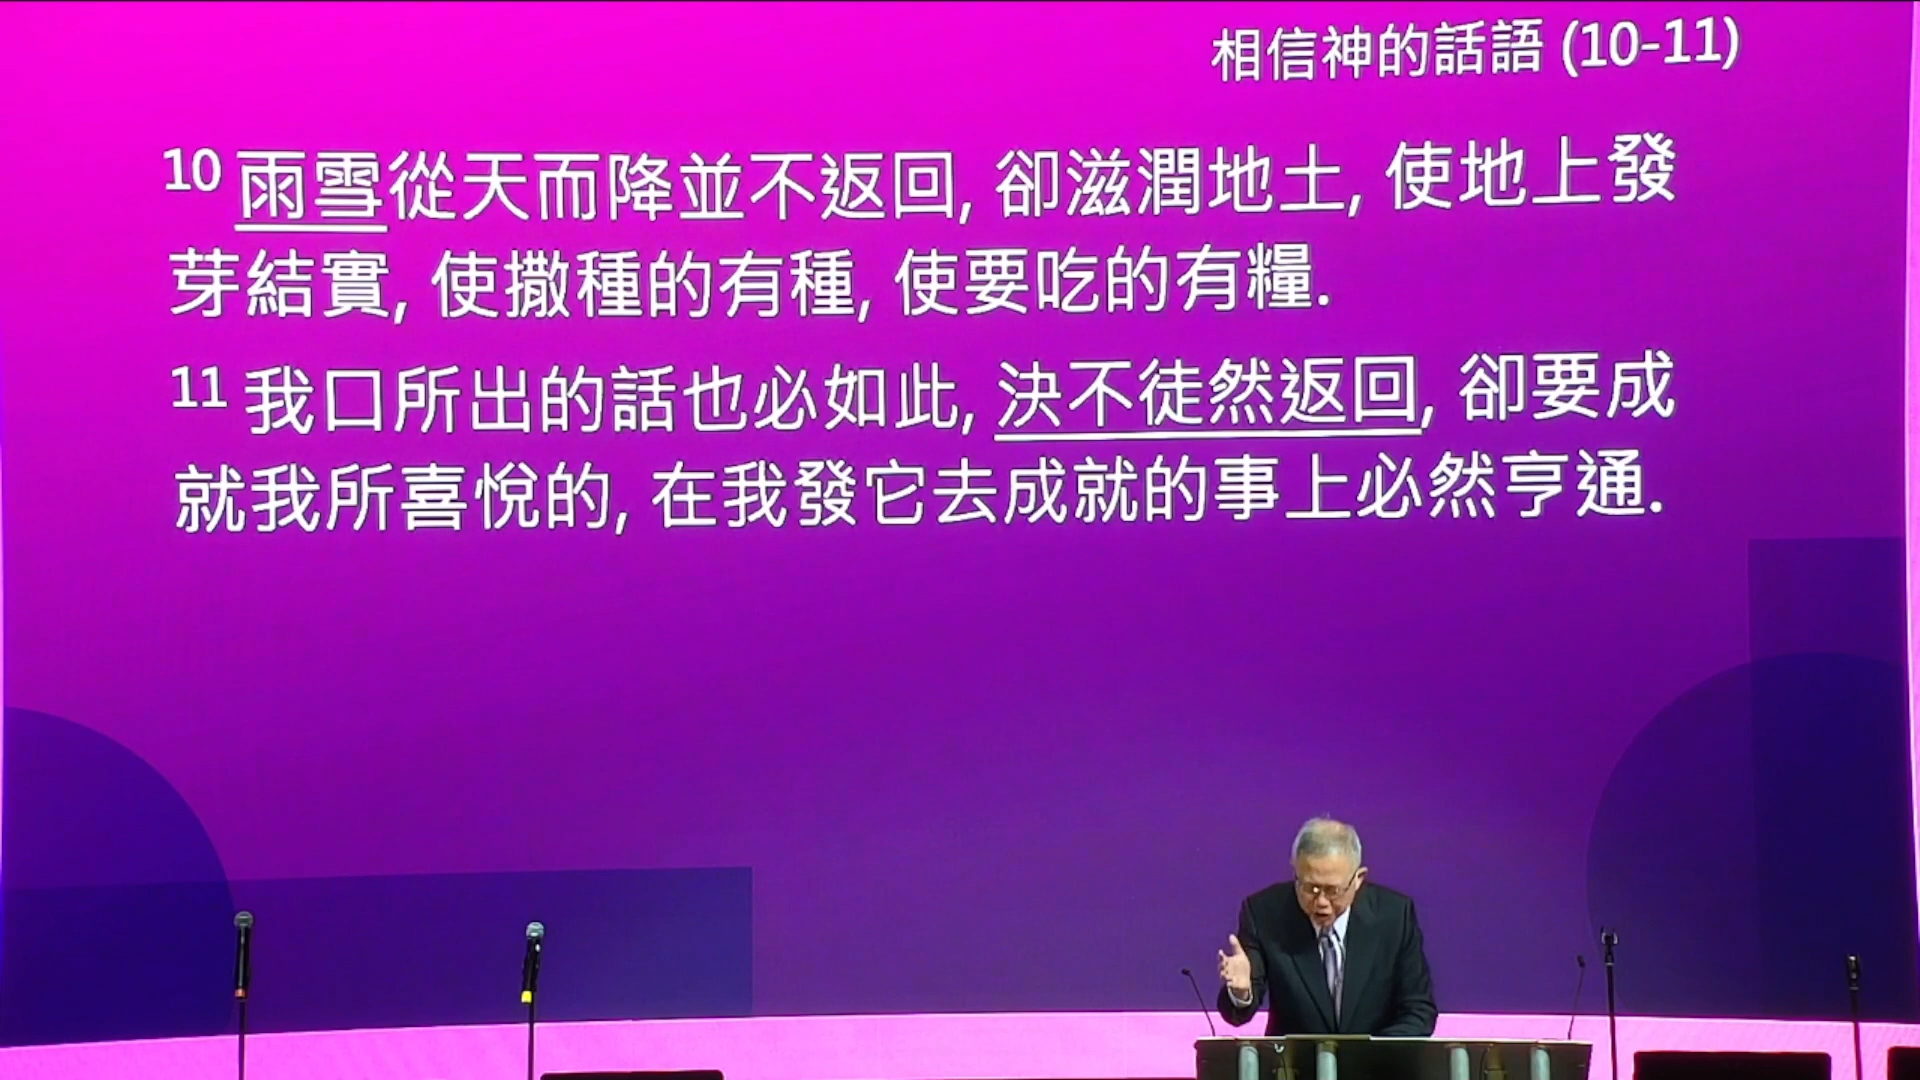 相信神的話語 (10-11)
10 雨雪從天而降並不返回, 卻滋潤地土, 使地上發
芽結實, 使撒種的有種, 使要吃的有糧.
11 我口所出的話也必如此, 決不徒然返回, 卻要成
就我所喜悅的, 在我發它去成就的事上必然亨通.